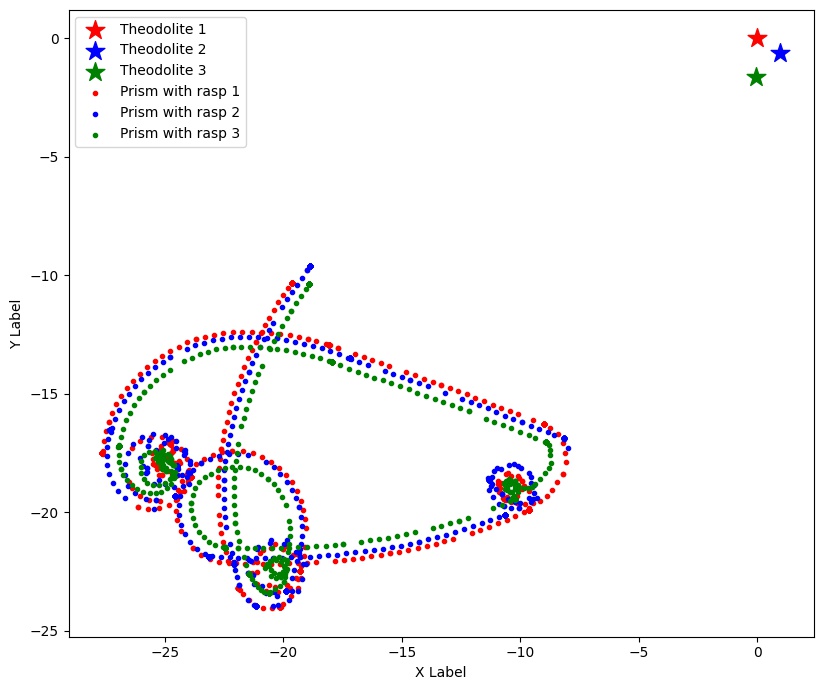 Theodolite 1
Theodolite 2
Theodolite 3
Prism with rasp 1
Prism with rasp 2
Prism with rasp 3
0
−5
−10
−15
−20
−25
Y Label
−25 −20 −15 −10 −5 0
X Label